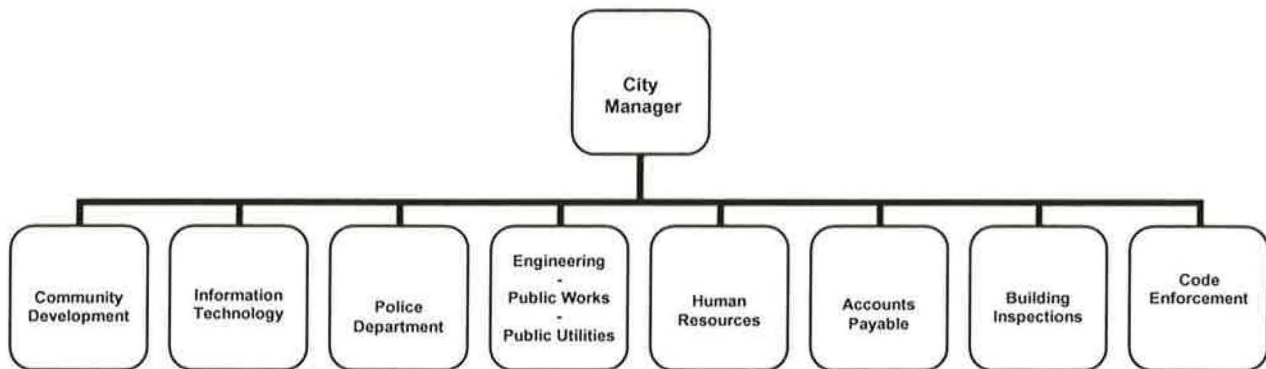 City
Manager
Community
Development
Information
Technology
Police
Department
Engineering
-
Public Works
-
Public Utilities
Human
Resources
Accounts
Payable
Building
Inspections
Code
Enforcement